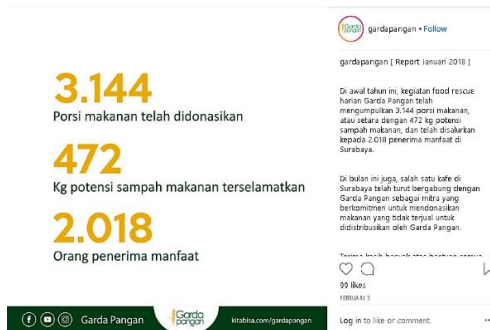 3.144
Porsi makanan telah didonasikan
472
Kg potensi sampah makanan terselamatkan
2.018
Orang penerima manfaat
Garda Pangan
Garda pangan
kitabisa.com/gardapangan
gardapangan • Follow
gardapangan [ Report Januari 2018 ]
Di awal tahun ini, kegiatan food rescue
harian Garda Pangan telah
mengumpulkan 3.144 porsi makanan,
atau setara dengan 472 kg potensi
sampah makanan, dan telah disalurkan
kepada 2.018 penerima manfaat di
Surabaya.
Di bulan ini juga, salah satu kafe di
Surabaya telah turut bergabung dengan
Garda Pangan sebagai mitra yang
berkomitmen untuk mendonasikan
makanan yang tidak terjual untuk
didistribusikan oleh Garda Pangan.
99 likes
FEBRUARY 3
Log in to like or comment.